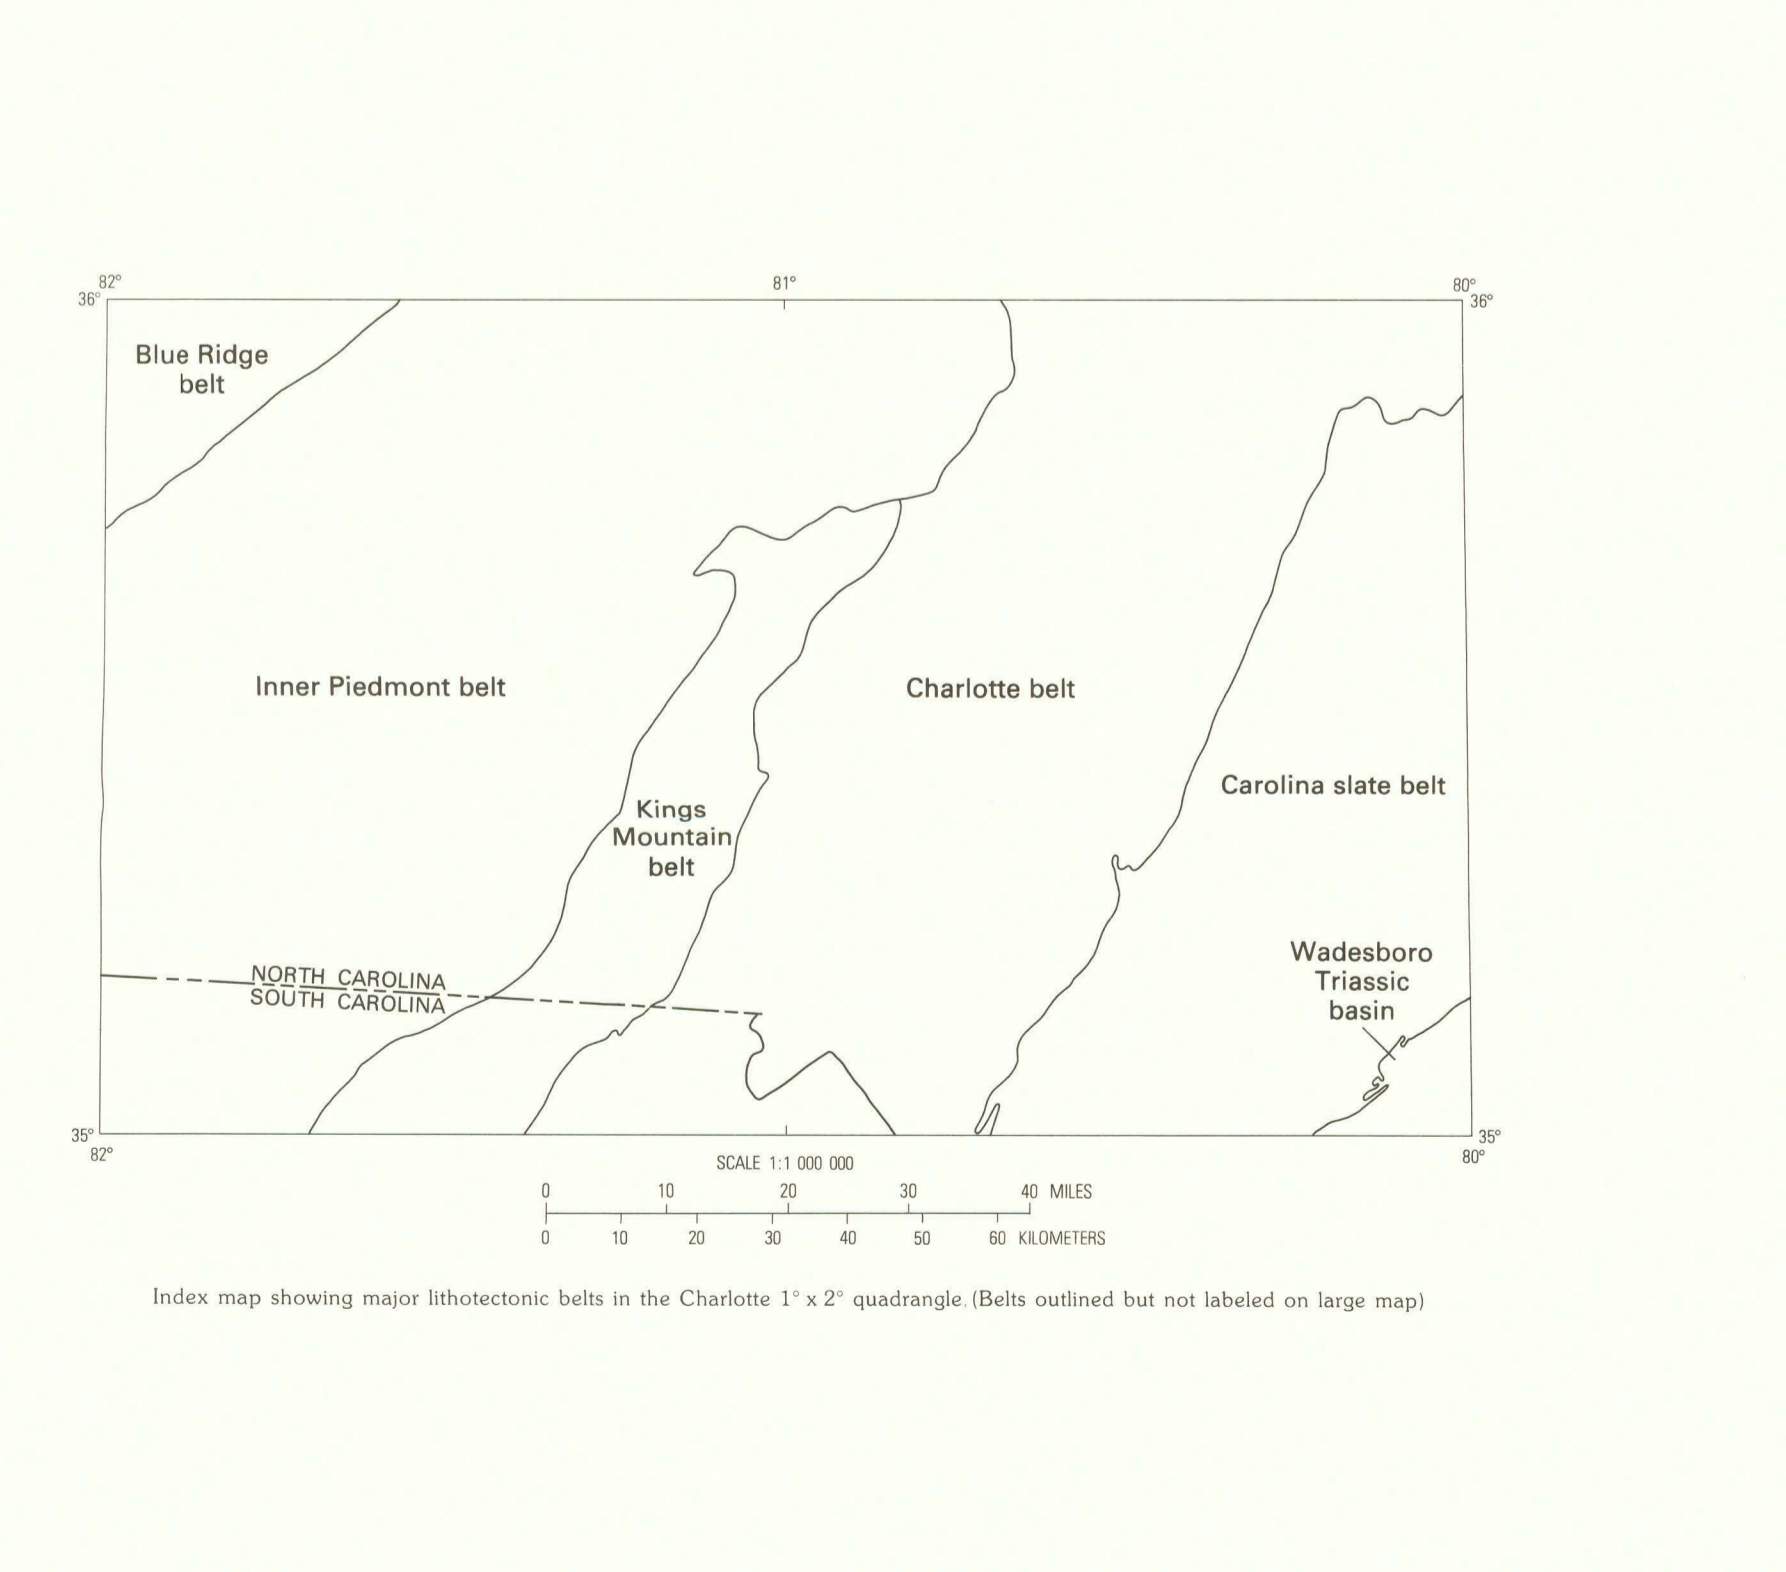 82°
81°
80°
36°
36°
Blue Ridge
belt
Inner Piedmont belt
Charlotte belt
Carolina slate belt
Kings
Mountain
belt
Wadesboro
Triassic
basin
NORTH CAROLINA
SOUTH CAROLINA
35°
35°
82°
80°
SCALE 1:1 000 000
0 10 20 30 40 MILES
0 10 20 30 40 50 60 KILOMETERS
Index map showing major lithotectonic belts in the Charlotte 1° x 2° quadrangle. (Belts outlined but not labeled on large map)